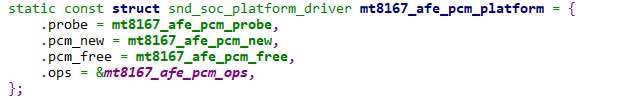 static const struct snd_soc_platform_driver mt8167_afe_pcm_platform = {
    .probe = mt8167_afe_pcm_probe,
    .pcm_new = mt8167_afe_pcm_new,
    .pcm_free = mt8167_afe_pcm_free,
    .ops = &mt8167_afe_pcm_ops,
};